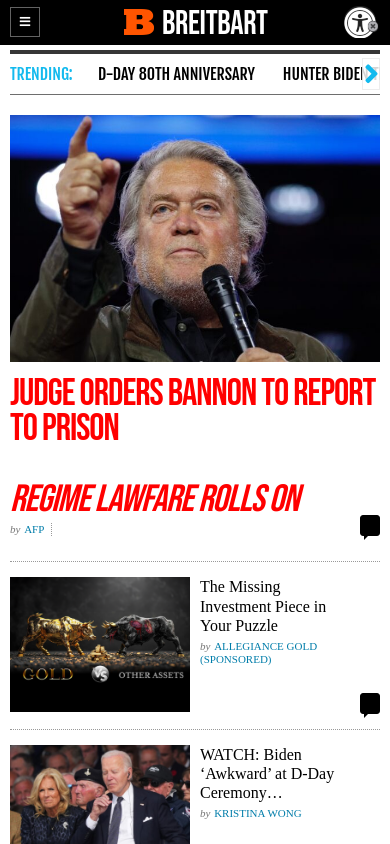 BREITBART
TRENDING: D-DAY 80TH ANNIVERSARY HUNTER BIDEN
JUDGE ORDERS BANNON TO REPORT
TO PRISON
REGIME LAWFARE ROLLS ON
by AFP
The Missing
Investment Piece in
Your Puzzle
by ALLEGIANCE GOLD
(SPONSORED)
GOLD VS OTHER ASSETS
WATCH: Biden
‘Awkward’ at D-Day
Ceremony…
by KRISTINA WONG